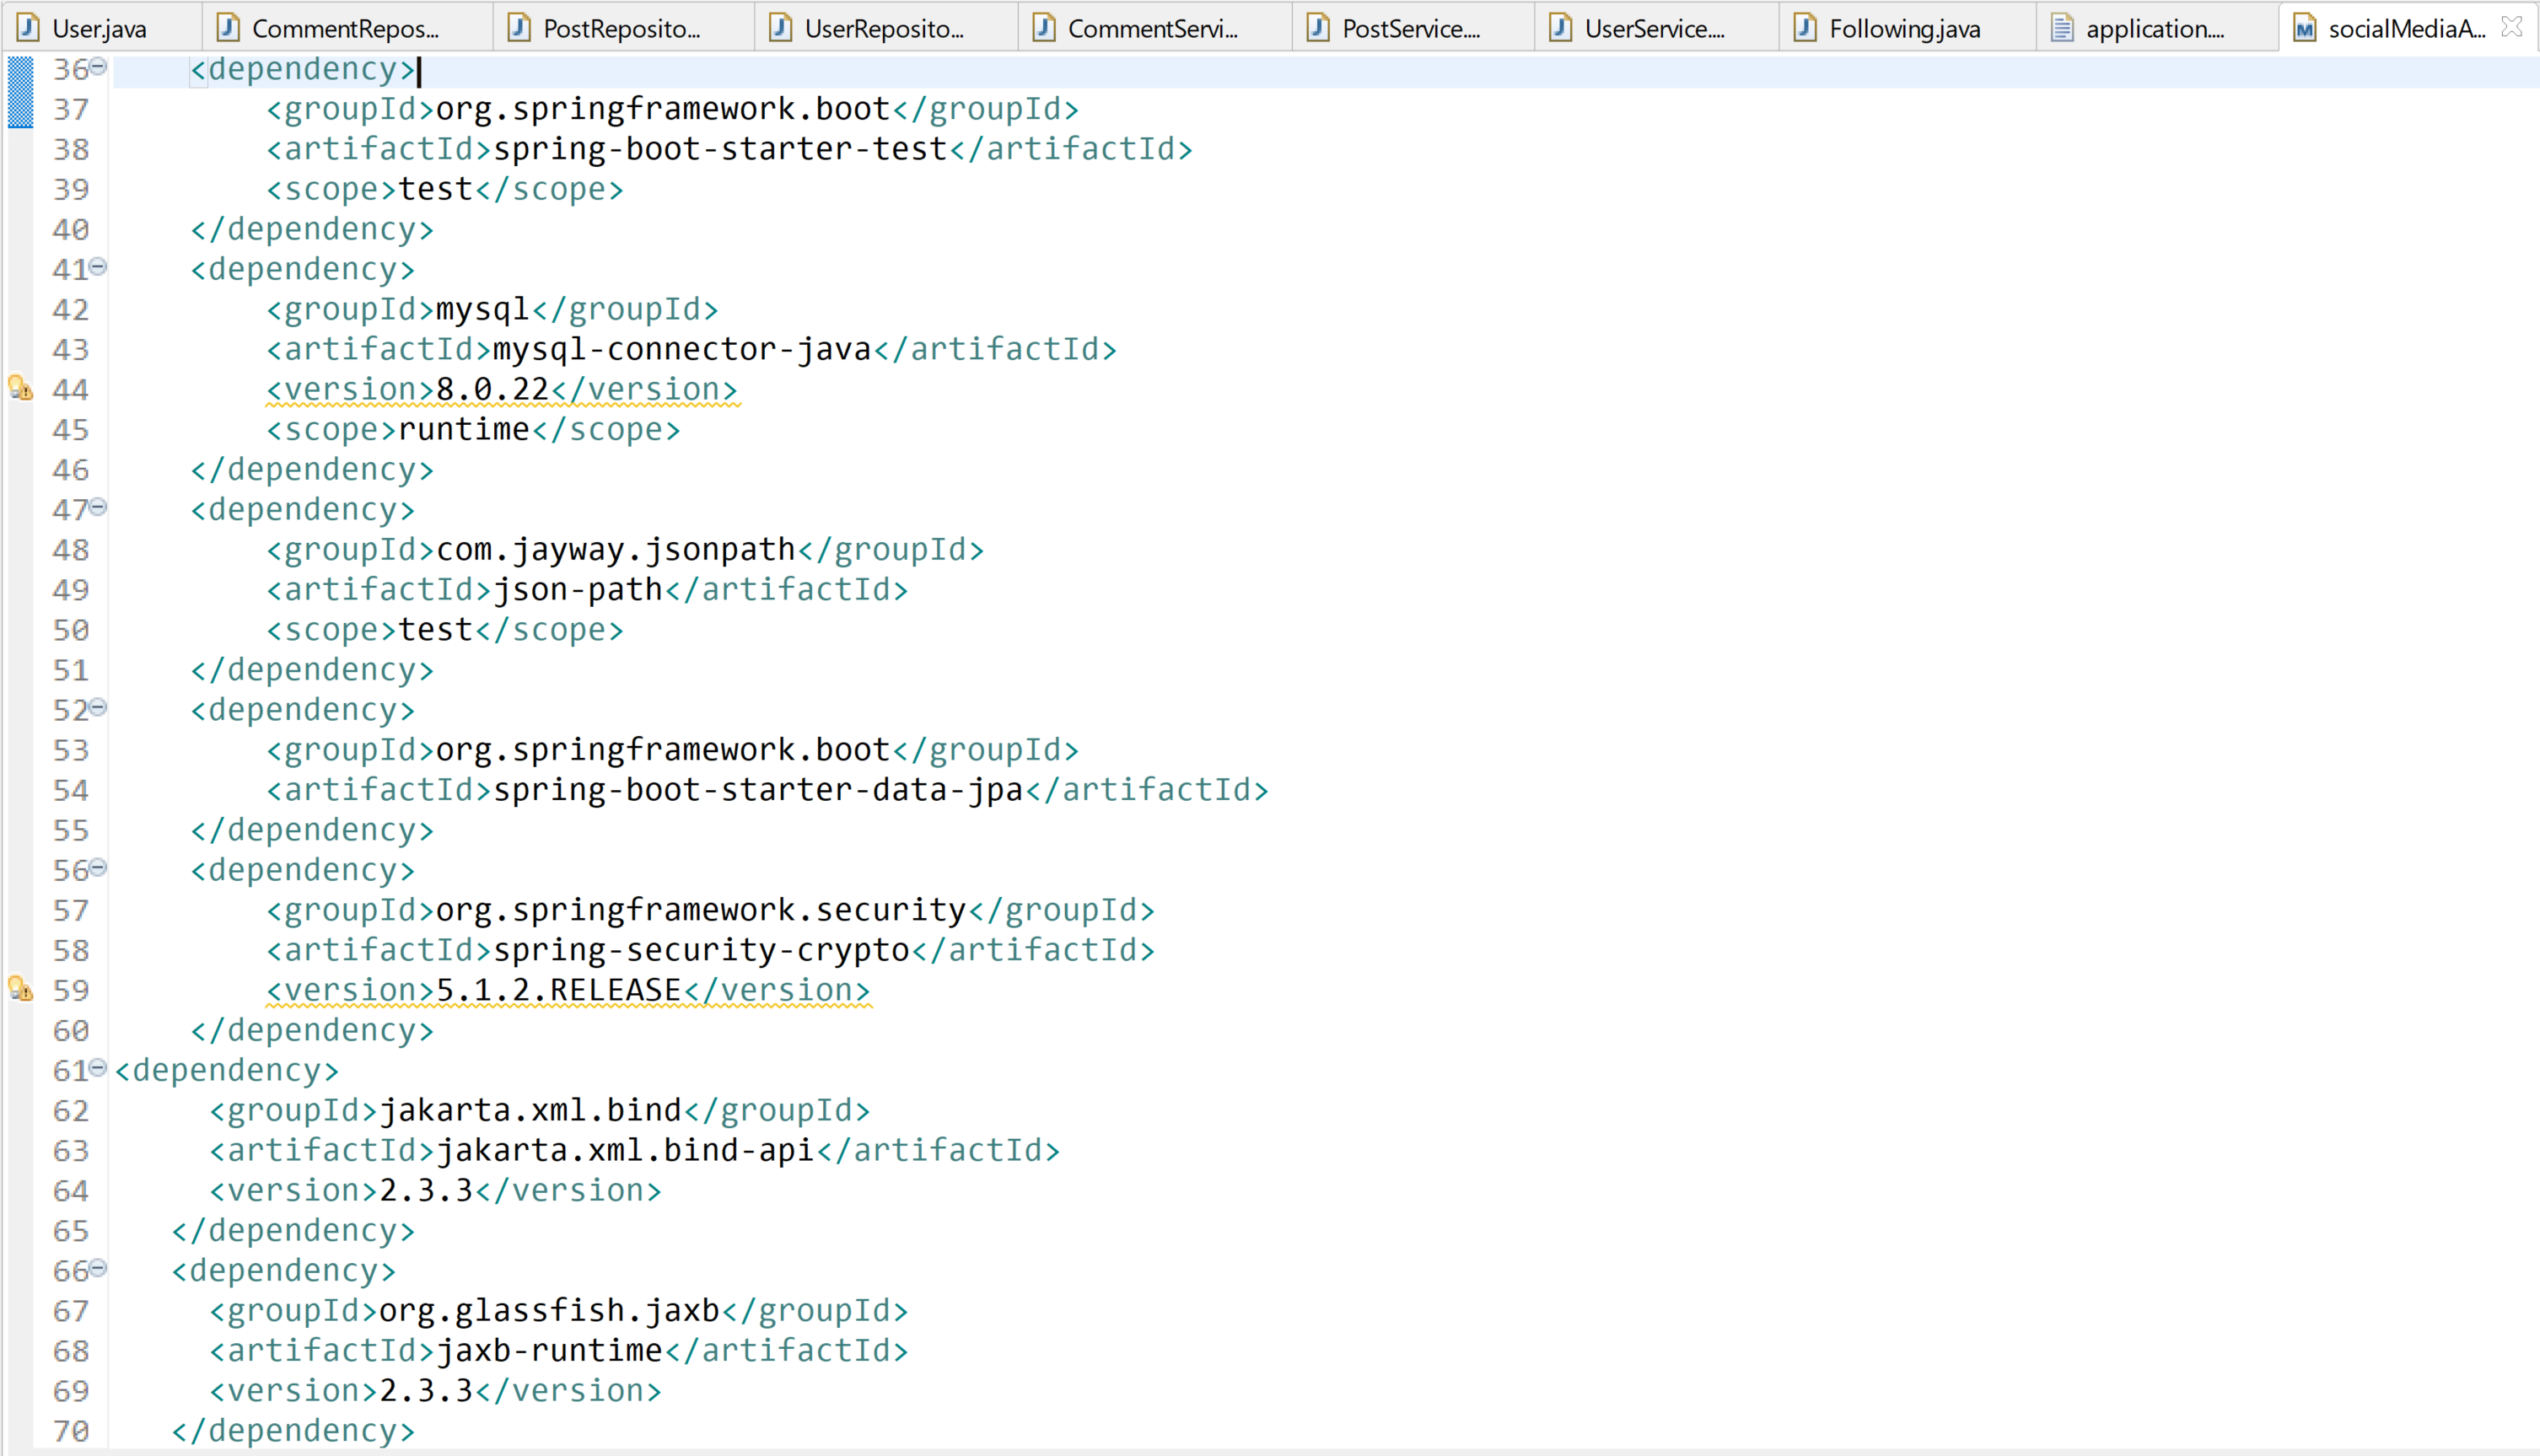 User.java CommentRepos... PostReposito... UserReposito... CommentServi... PostService.... UserService.... Following.java application.... socialMediaA...
36 <dependency>
37 <groupId>org.springframework.boot</groupId>
38 <artifactId>spring-boot-starter-test</artifactId>
39 <scope>test</scope>
40 </dependency>
41 <dependency>
42 <groupId>mysql</groupId>
43 <artifactId>mysql-connector-java</artifactId>
44 <version>8.0.22</version>
45 <scope>runtime</scope>
46 </dependency>
47 <dependency>
48 <groupId>com.jayway.jsonpath</groupId>
49 <artifactId>json-path</artifactId>
50 <scope>test</scope>
51 </dependency>
52 <dependency>
53 <groupId>org.springframework.boot</groupId>
54 <artifactId>spring-boot-starter-data-jpa</artifactId>
55 </dependency>
56 <dependency>
57 <groupId>org.springframework.security</groupId>
58 <artifactId>spring-security-crypto</artifactId>
59 <version>5.1.2.RELEASE</version>
60 </dependency>
61 <dependency>
62 <groupId>jakarta.xml.bind</groupId>
63 <artifactId>jakarta.xml.bind-api</artifactId>
64 <version>2.3.3</version>
65 </dependency>
66 <dependency>
67 <groupId>org.glassfish.jaxb</groupId>
68 <artifactId>jaxb-runtime</artifactId>
69 <version>2.3.3</version>
70 </dependency>